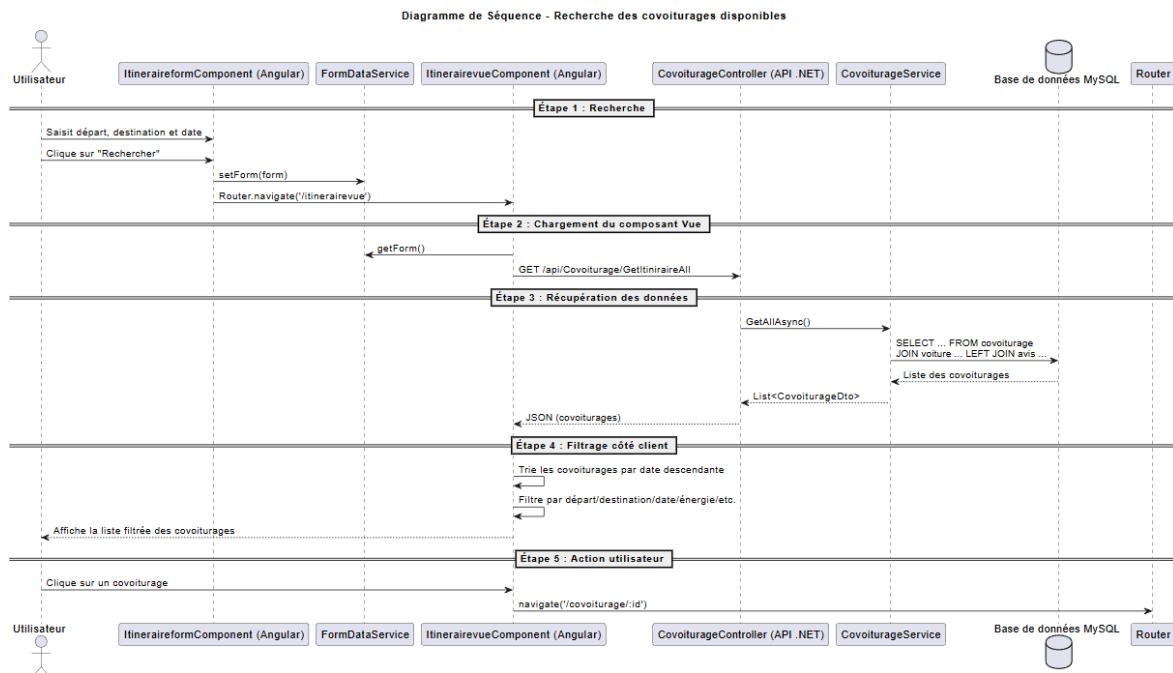 Diagramme de Séquence - Recherche des covoiturages disponibles
Utilisateur
ItineraireformComponent (Angular)
FormDataService
ItinerairevueComponent (Angular)
CovoiturageController (API .NET)
CovoiturageService
Base de données MySQL
Router
Étape 1 : Recherche
Saisit départ, destination et date
Clique sur "Rechercher"
setForm(form)
Router.navigate('/itinerairevue')
Étape 2 : Chargement du composant Vue
getForm()
GET /api/Covoiturage/GetItiniraireAll
Étape 3 : Récupération des données
GetAllAsync()
SELECT ... FROM covoiturage
JOIN voiture ... LEFT JOIN avis ...
Liste des covoiturages
List<CovoiturageDto>
JSON (covoiturages)
Étape 4 : Filtrage côté client
Trie les covoiturages par date descendante
Filtre par départ/destination/date/énergie/etc.
Affiche la liste filtrée des covoiturages
Étape 5 : Action utilisateur
Clique sur un covoiturage
navigate('/covoiturage/:id')
Utilisateur
ItineraireformComponent (Angular)
FormDataService
ItinerairevueComponent (Angular)
CovoiturageController (API .NET)
CovoiturageService
Base de données MySQL
Router